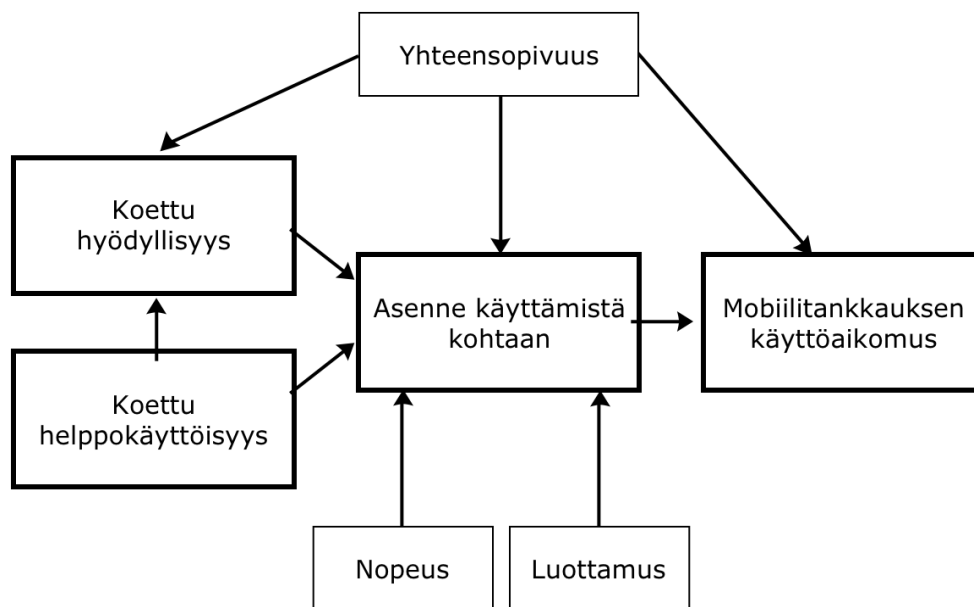 Yhteensopivuus
Koettu
hyödyllisyys
Asenne käyttämistä
kohtaan
Mobiilitankkauksen
käyttöaikomus
Koettu
helppokäyttöisyys
Nopeus
Luottamus